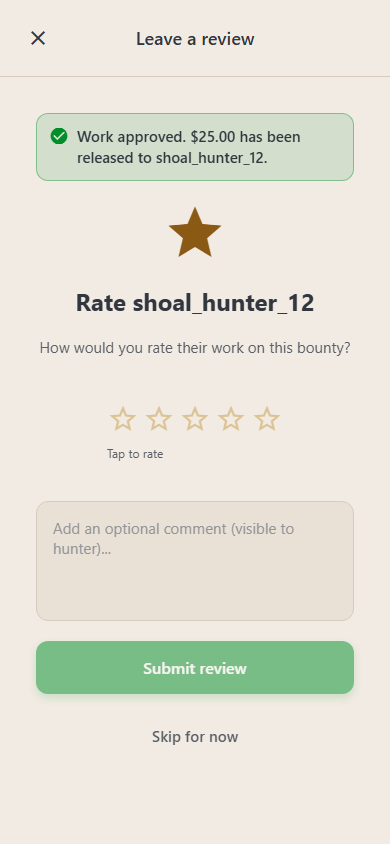 Leave a review
Work approved. $25.00 has been
released to shoal_hunter_12.
Rate shoal_hunter_12
How would you rate their work on this bounty?
Tap to rate
Add an optional comment (visible to
hunter)...
Submit review
Skip for now